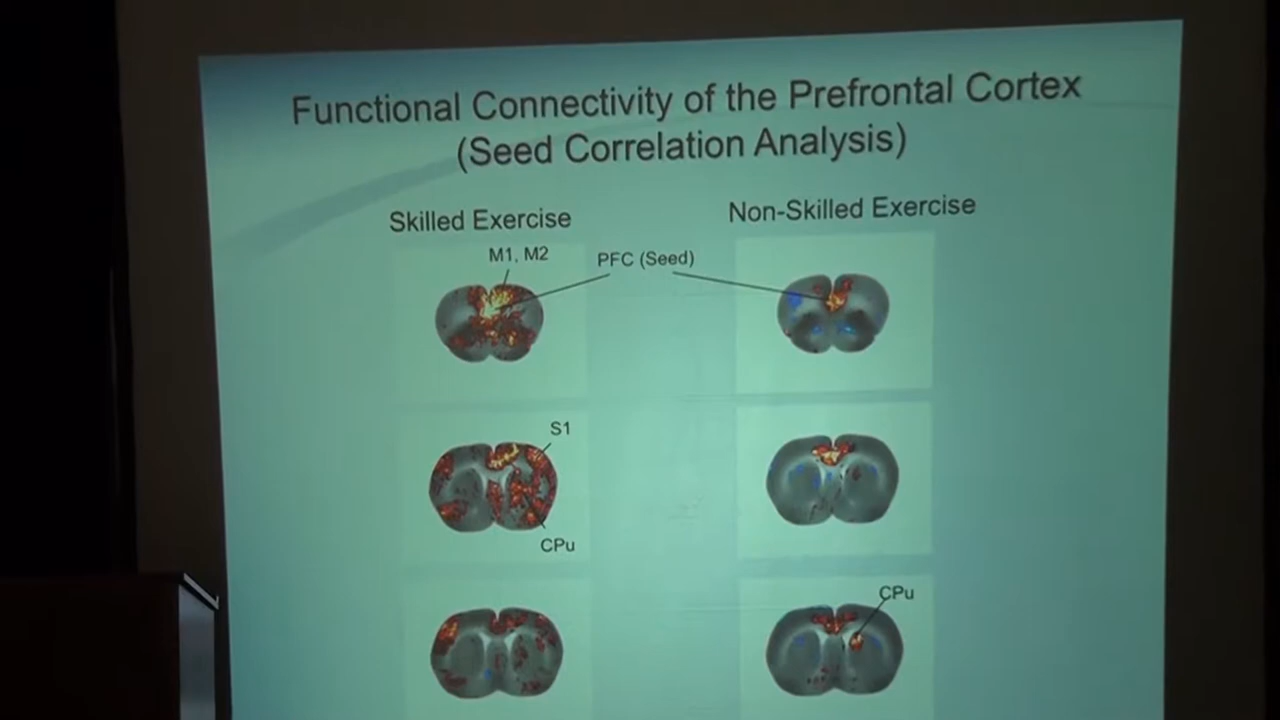 Functional Connectivity of the Prefrontal Cortex
(Seed Correlation Analysis)
Skilled Exercise
Non-Skilled Exercise
M1, M2
PFC (Seed)
S1
CPu
CPu